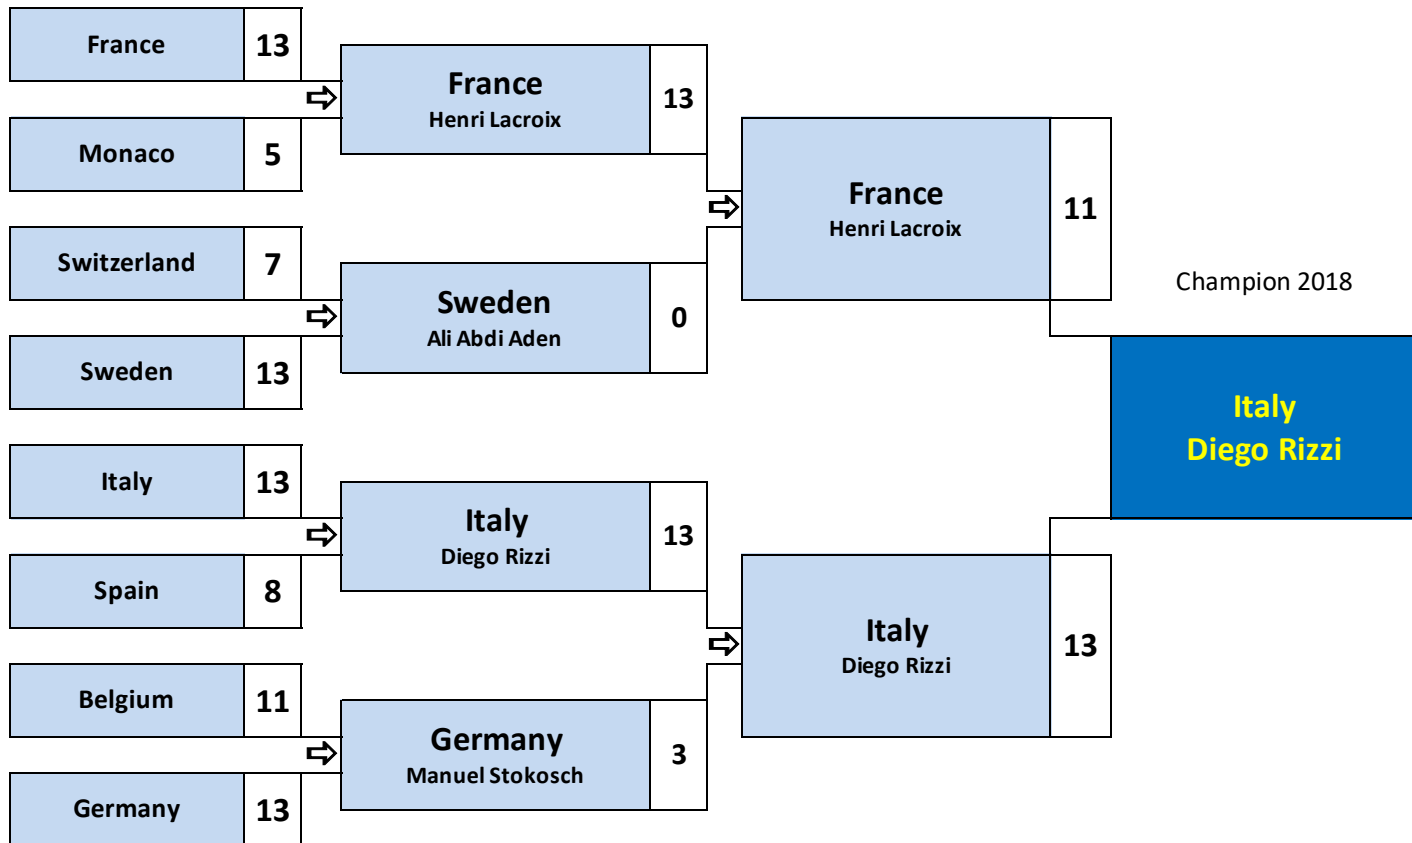 France 13
Monaco 5
Switzerland 7
Sweden 13
Italy 13
Spain 8
Belgium 11
Germany 13
France 13
Henri Lacroix
Sweden 0
Ali Abdi Aden
Italy 13
Diego Rizzi
Germany 3
Manuel Stokosch
France 11
Henri Lacroix
Italy 13
Diego Rizzi
Champion 2018
Italy
Diego Rizzi